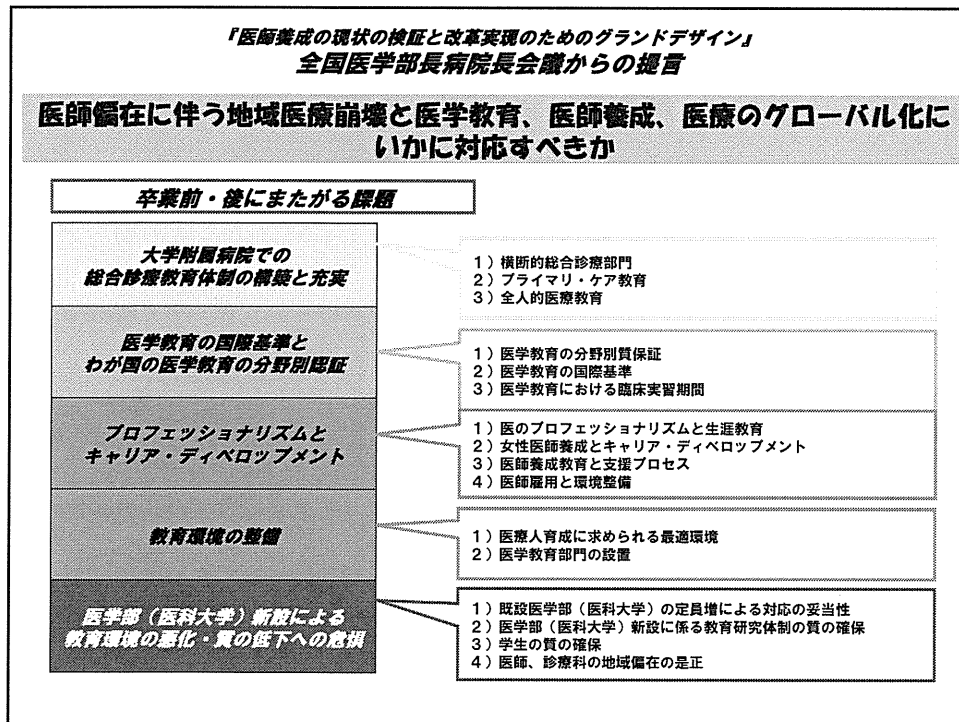 『医師養成の現状の検証と改革実現のためのグランドデザイン』
全国医学部長病院長会議からの提言
医師偏在に伴う地域医療崩壊と医学教育、医師養成、医療のグローバル化に
いかに対応すべきか
卒業前・後にまたがる課題
大学附属病院での
総合診療教育体制の構築と充実
1）横断的総合診療部門
2）プライマリ・ケア教育
3）全人的医療教育
医学教育の国際基準と
わが国の医学教育の分野別認証
1）医学教育の分野別質保証
2）医学教育の国際基準
3）医学教育における臨床実習期間
プロフェッショナリズムと
キャリア・ディベロップメント
1）医のプロフェッショナリズムと生涯教育
2）女性医師養成とキャリア・ディベロップメント
3）医師養成教育と支援プロセス
4）医師雇用と環境整備
教育環境の整備
1）医療人育成に求められる最適環境
2）医学教育部門の設置
医学部（医科大学）新設による
教育環境の悪化・質の低下への危惧
1）既設医学部（医科大学）の定員増による対応の妥当性
2）医学部（医科大学）新設に係る教育研究体制の質の確保
3）学生の質の確保
4）医師、診療科の地域偏在の是正